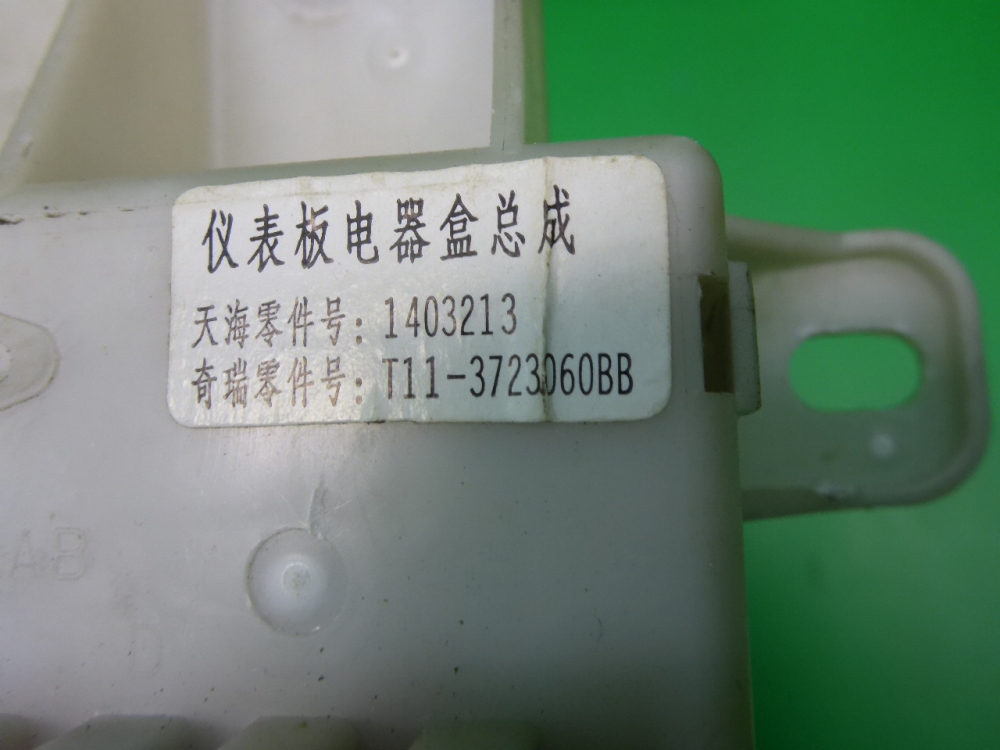 仪表板电器盒总成
天海零件号: 1403213
奇瑞零件号: T11-3723060BB
AB
D